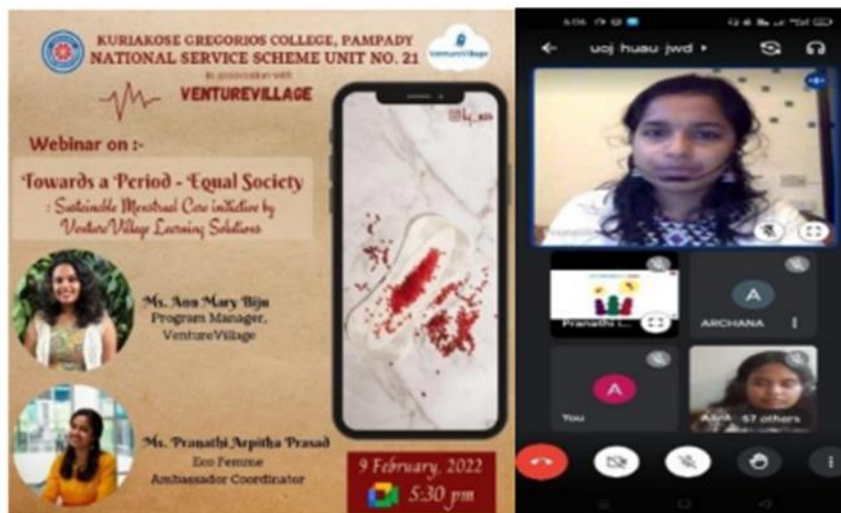 KURIAKOSE GREGORIOS COLLEGE, PAMPADY
NATIONAL SERVICE SCHEME UNIT NO. 21
in association with
VentureVillage
VENTUREVILLAGE
Webinar on :-
Towards a Period - Equal Society
: Sustainable Menstrual Care initiative by
VentureVillage Learning Solutions
Ms. Ann Mary Biju
Program Manager,
VentureVillage
Ms. Pranathi Arpitha Prasad
Eco Femme
Ambassador Coordinator
9 February, 2022
5:30 pm
6:06
uoj-huau-jwd
Pranathi i...
A
ARCHANA
A
You
57 others